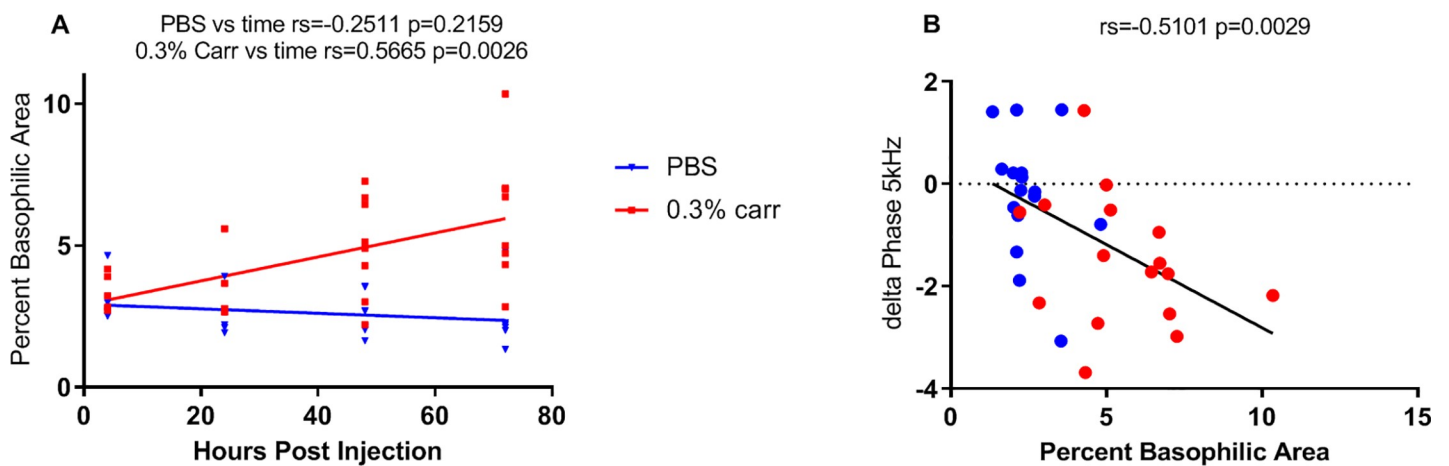 A
PBS vs time rs=-0.2511 p=0.2159
0.3% Carr vs time rs=0.5665 p=0.0026
Percent Basophilic Area
10
5
0
0 20 40 60 80
Hours Post Injection
PBS
0.3% carr
B
rs=-0.5101 p=0.0029
delta Phase 5kHz
2
0
-2
-4
0 5 10 15
Percent Basophilic Area